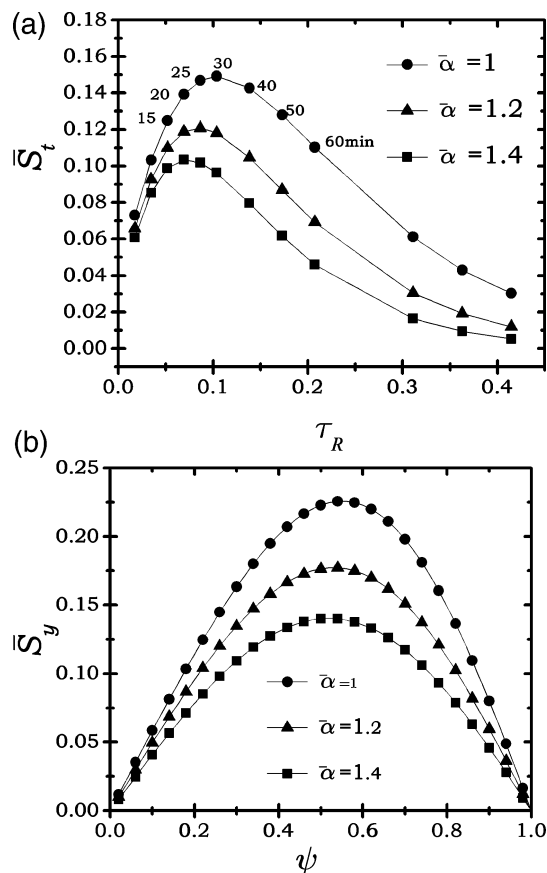 (a)
0.18
0.16
0.14
0.12
0.10
0.08
0.06
0.04
0.02
0.00
S̄t
15
20
25
30
40
50
60min
ᾱ =1
ᾱ =1.2
ᾱ =1.4
0.0 0.1 0.2 0.3 0.4
τR
(b)
0.25
0.20
0.15
0.10
0.05
0.00
S̄y
ᾱ=1
ᾱ=1.2
ᾱ=1.4
0.0 0.2 0.4 0.6 0.8 1.0
ψ